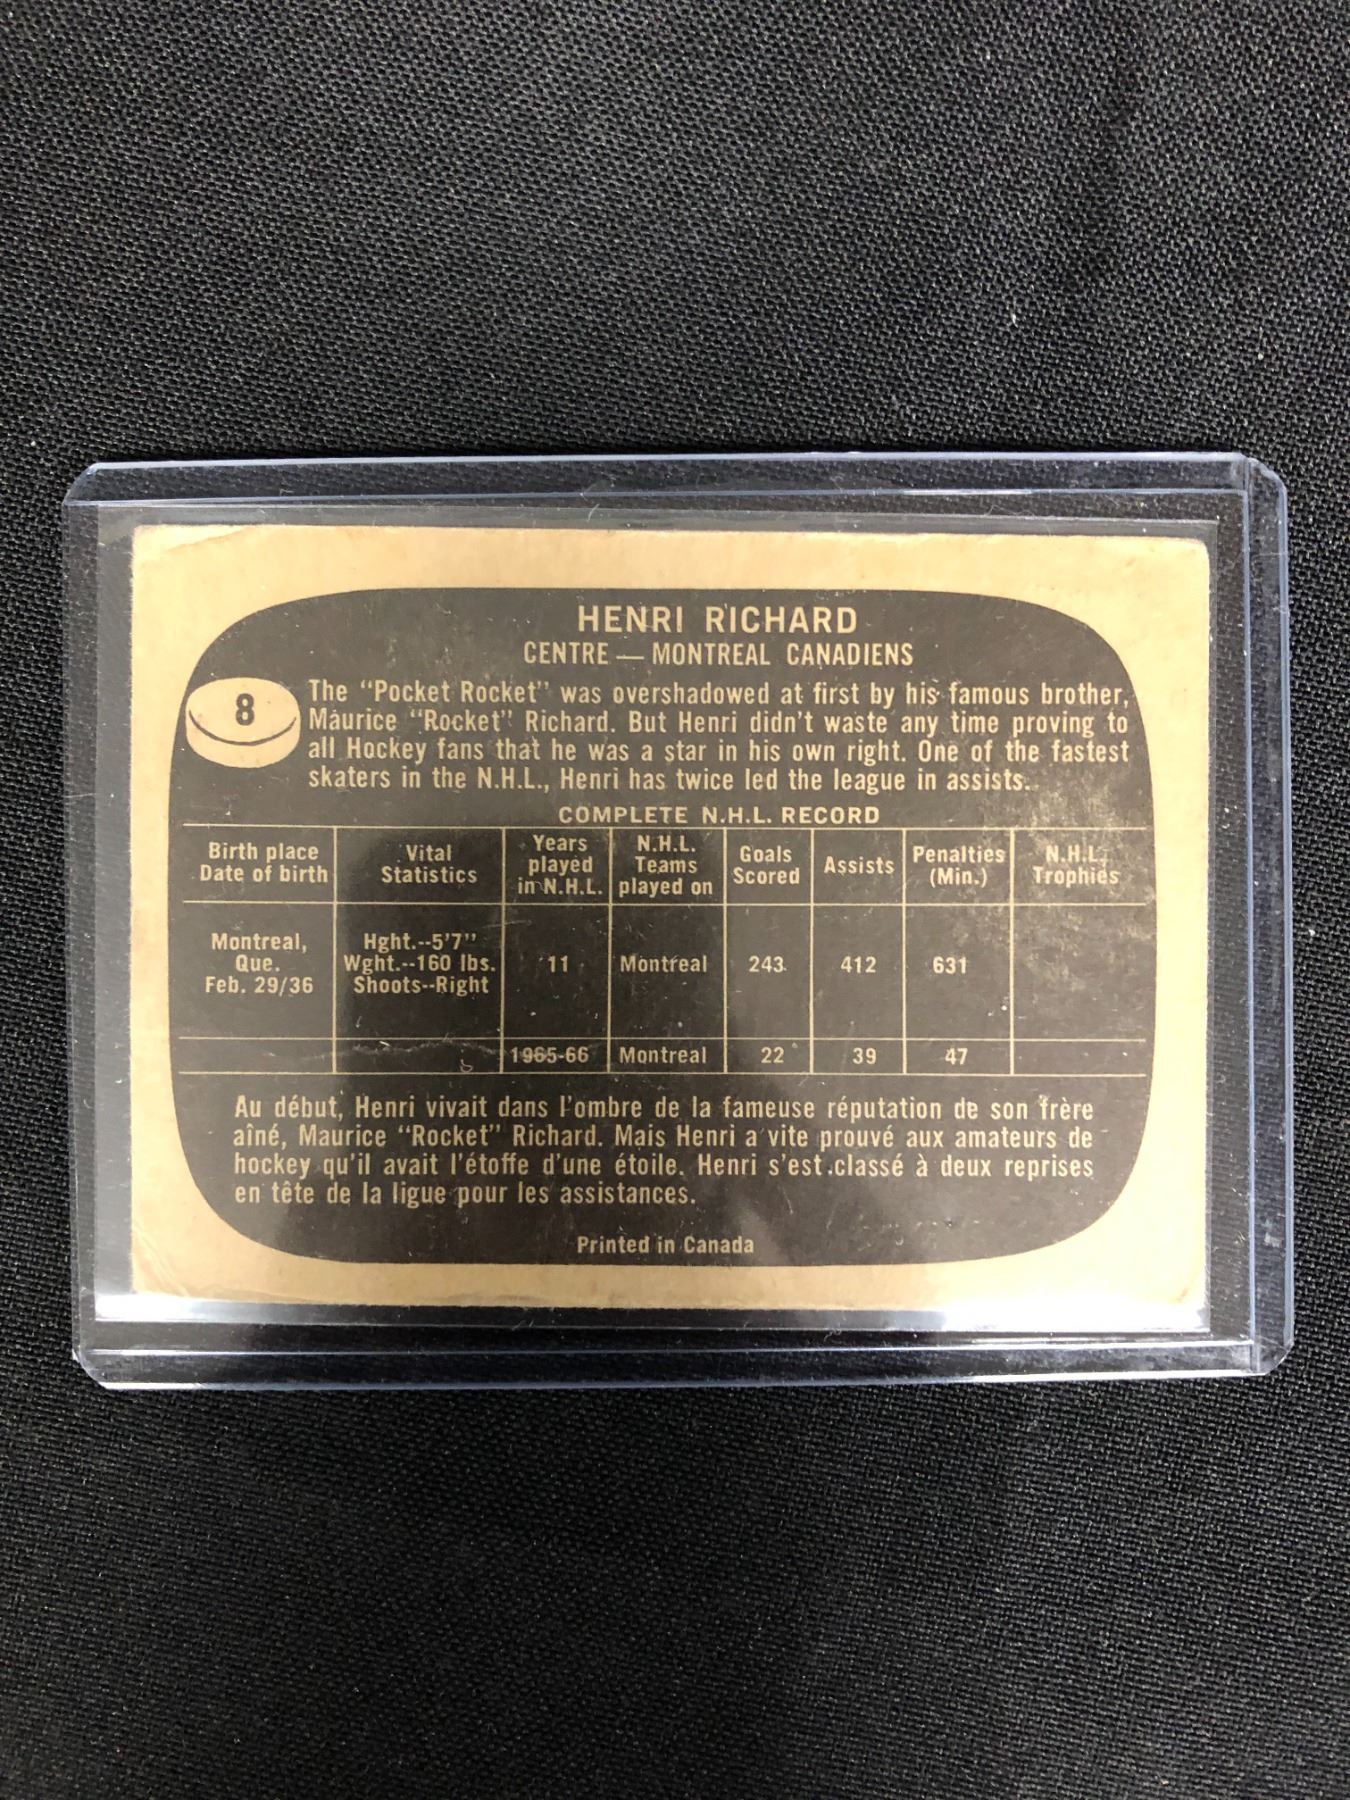 HENRI RICHARD
CENTRE — MONTREAL CANADIENS
8
The "Pocket Rocket" was overshadowed at first by his famous brother,
Maurice "Rocket" Richard. But Henri didn't waste any time proving to
all Hockey fans that he was a star in his own right. One of the fastest
skaters in the N.H.L., Henri has twice led the league in assists.
COMPLETE N.H.L. RECORD
Birth place
Date of birth
Vital
Statistics
Years
played
in N.H.L.
N.H.L.
Teams
played on
Goals
Scored
Assists
Penalties
(Min.)
N.H.L.
Trophies
Montreal,
Que.
Feb. 29/36
Hght.--5'7"
Wght.--160 lbs.
Shoots--Right
11
Montreal
243
412
631
1965-66
Montreal
22
39
47
Au début, Henri vivait dans l'ombre de la fameuse réputation de son frère
aîné, Maurice "Rocket" Richard. Mais Henri a vite prouvé aux amateurs de
hockey qu'il avait l'étoffe d'une étoile. Henri s'est classé à deux reprises
en tête de la ligue pour les assistances.
Printed in Canada